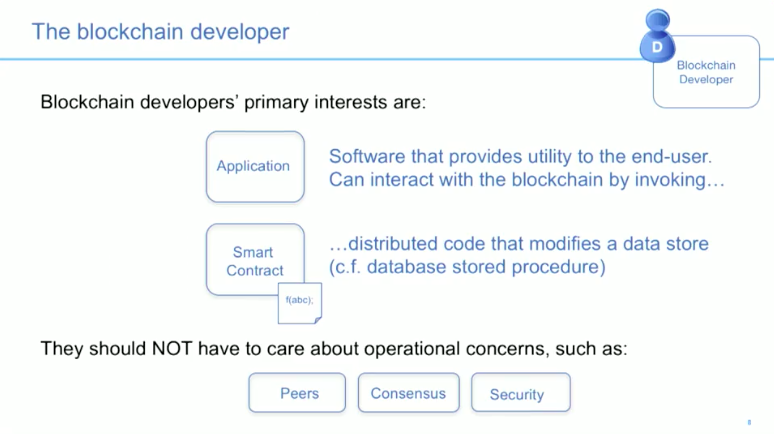 The blockchain developer
D
Blockchain
Developer
Blockchain developers' primary interests are:
Application
Software that provides utility to the end-user.
Can interact with the blockchain by invoking…
Smart
Contract
…distributed code that modifies a data store
(c.f. database stored procedure)
f(abc);
They should NOT have to care about operational concerns, such as:
Peers
Consensus
Security
8